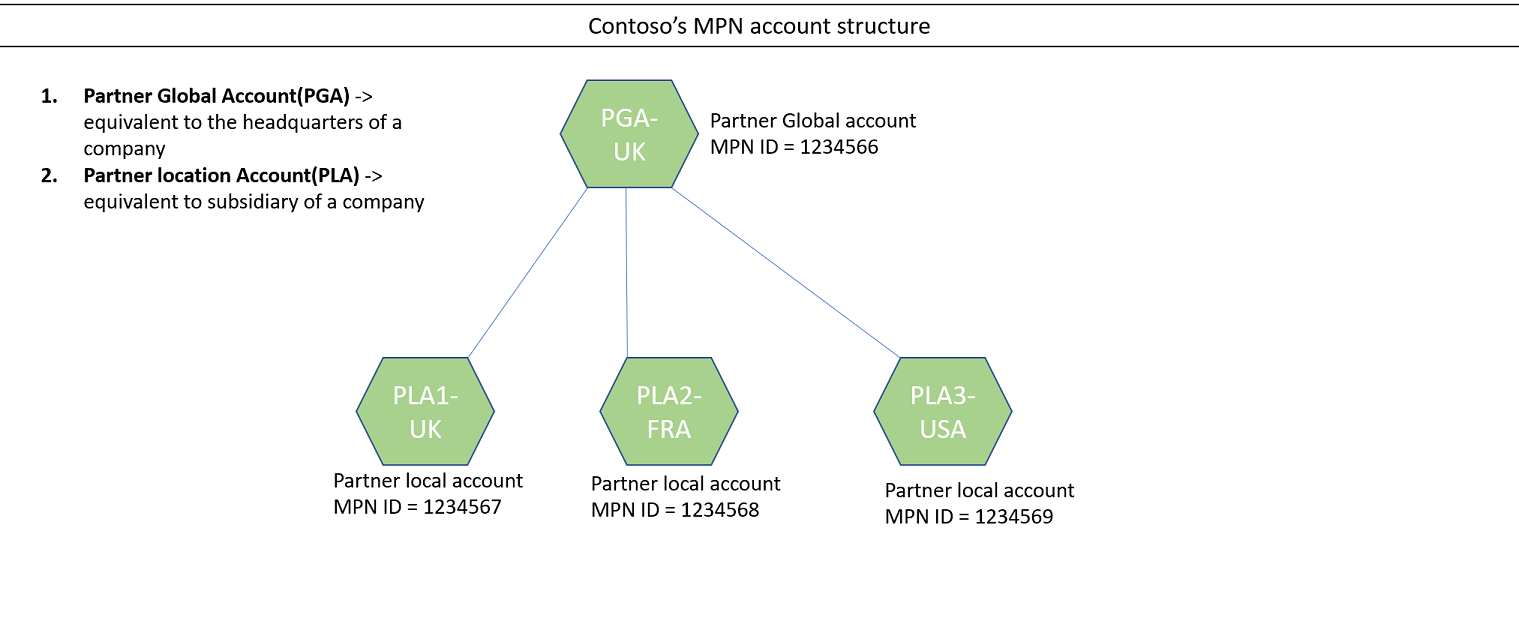 Contoso’s MPN account structure
1. Partner Global Account(PGA) ->
equivalent to the headquarters of a
company
2. Partner location Account(PLA) ->
equivalent to subsidiary of a company
PGA-
UK
Partner Global account
MPN ID = 1234566
PLA1-
UK
Partner local account
MPN ID = 1234567
PLA2-
FRA
Partner local account
MPN ID = 1234568
PLA3-
USA
Partner local account
MPN ID = 1234569